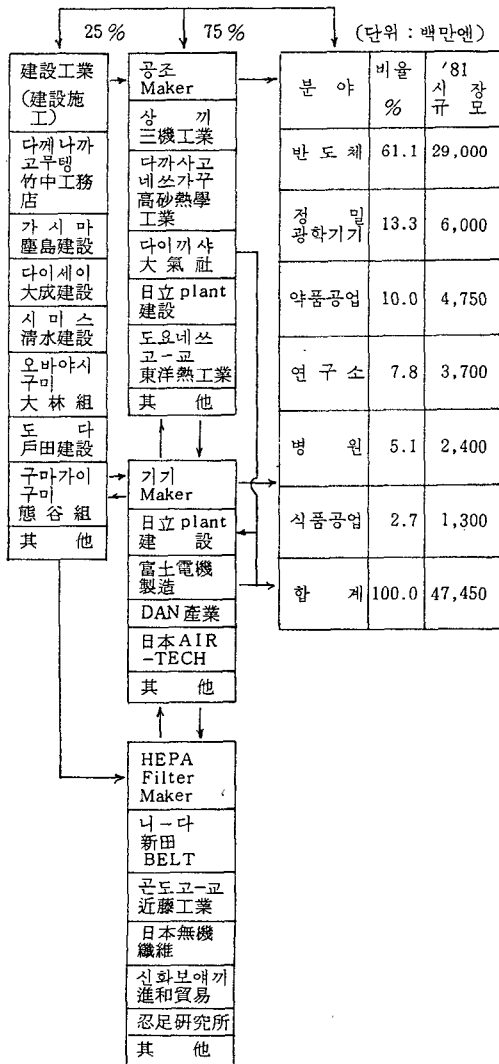 25 %
75 %
(단위 : 백만엔)
建設工業
(建設施
工)
다께나까
고무뗑
竹中工務
店
가 시 마
鹿島建設
다이세이
大成建設
시 미 스
清水建設
오바야시
구미
大 林 組
도 다
戶田建設
구마가이
구미
熊 谷 組
其 他
공조
Maker
상 끼
三機工業
다까사고
네쓰가꾸
高砂熱學
工業
다이끼샤
大 氣 社
日立 plant
建設
도요네쓰
고-교
東洋熱工業
其 他
기기
Maker
日立 plant
建 設
富士電機
製造
DAN 產業
日本 AIR
-TECH
其 他
HEPA
Filter
Maker
니-다
新田
BELT
곤도고-교
近藤工業
日本無機
纖維
신화보에끼
進和貿易
忍足研究所
其 他
분 야
비율
%
'81
시 장
규 모
반 도 체 61.1 29,000
정 밀
광학기기 13.3 6,000
약품공업 10.0 4,750
연 구 소 7.8 3,700
병 원 5.1 2,400
식품공업 2.7 1,300
합 계 100.0 47,450